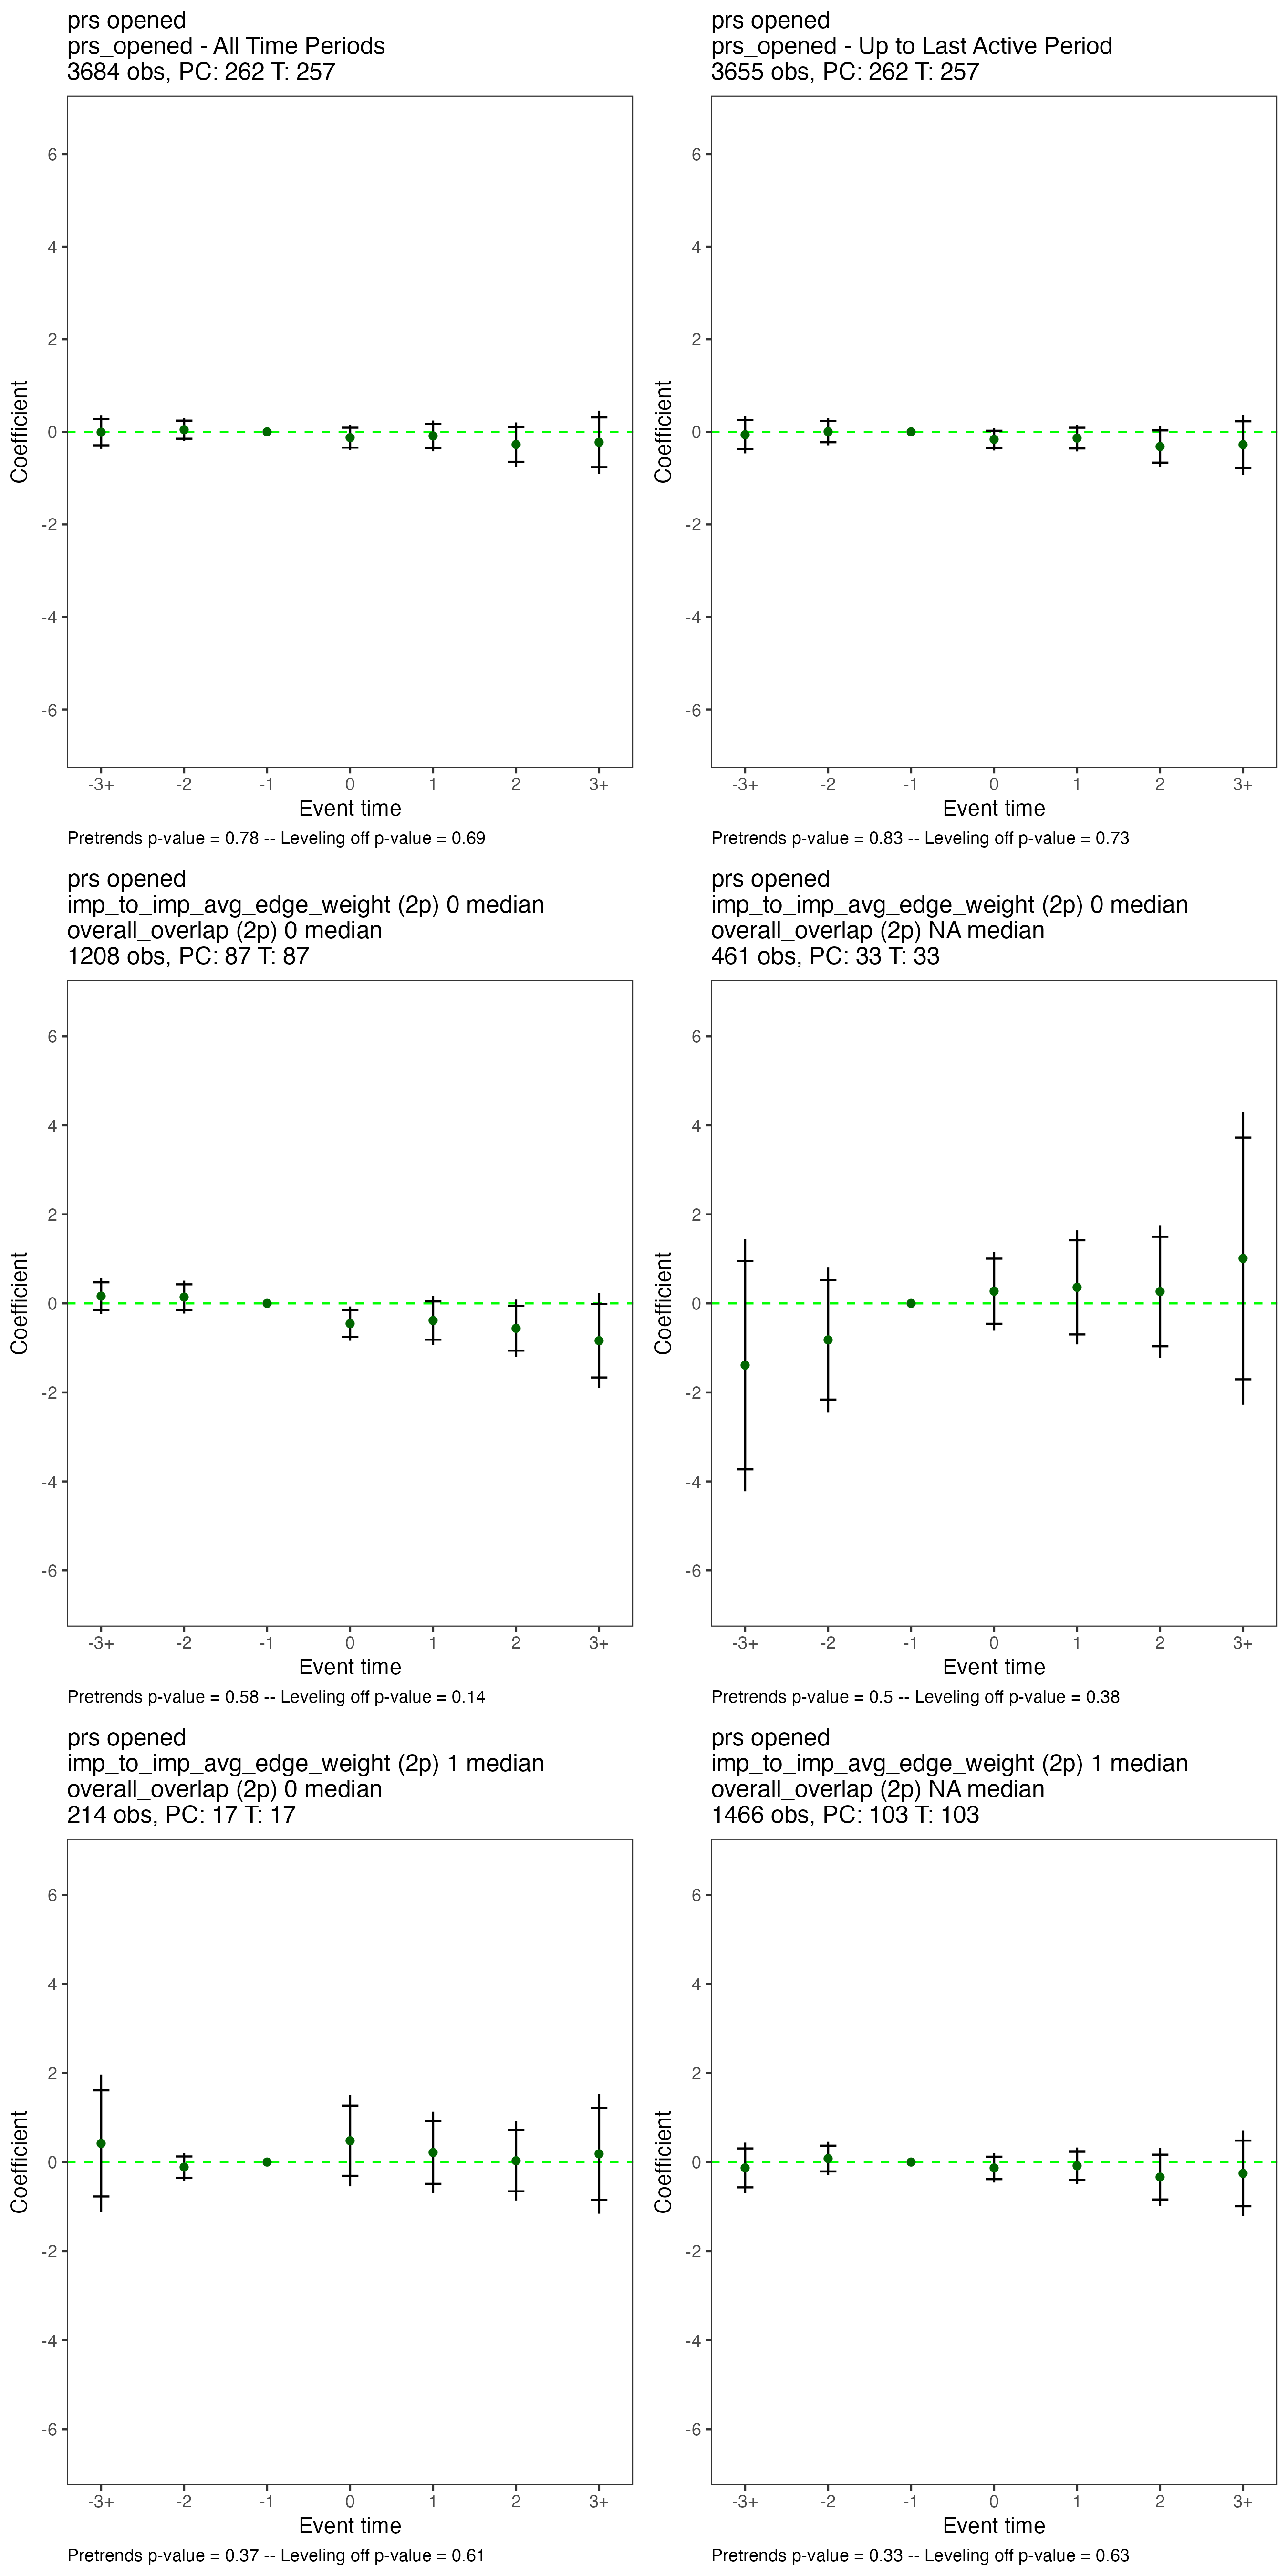 prs opened
prs_opened - All Time Periods
3684 obs, PC: 262 T: 257
Coefficient
6
4
2
0
-2
-4
-6
-3+ -2 -1 0 1 2 3+
Event time
Pretrends p-value = 0.78 -- Leveling off p-value = 0.69
prs opened
prs_opened - Up to Last Active Period
3655 obs, PC: 262 T: 257
Coefficient
6
4
2
0
-2
-4
-6
-3+ -2 -1 0 1 2 3+
Event time
Pretrends p-value = 0.83 -- Leveling off p-value = 0.73
prs opened
imp_to_imp_avg_edge_weight (2p) 0 median
overall_overlap (2p) 0 median
1208 obs, PC: 87 T: 87
Coefficient
6
4
2
0
-2
-4
-6
-3+ -2 -1 0 1 2 3+
Event time
Pretrends p-value = 0.58 -- Leveling off p-value = 0.14
prs opened
imp_to_imp_avg_edge_weight (2p) 0 median
overall_overlap (2p) NA median
461 obs, PC: 33 T: 33
Coefficient
6
4
2
0
-2
-4
-6
-3+ -2 -1 0 1 2 3+
Event time
Pretrends p-value = 0.5 -- Leveling off p-value = 0.38
prs opened
imp_to_imp_avg_edge_weight (2p) 1 median
overall_overlap (2p) 0 median
214 obs, PC: 17 T: 17
Coefficient
6
4
2
0
-2
-4
-6
-3+ -2 -1 0 1 2 3+
Event time
Pretrends p-value = 0.37 -- Leveling off p-value = 0.61
prs opened
imp_to_imp_avg_edge_weight (2p) 1 median
overall_overlap (2p) NA median
1466 obs, PC: 103 T: 103
Coefficient
6
4
2
0
-2
-4
-6
-3+ -2 -1 0 1 2 3+
Event time
Pretrends p-value = 0.33 -- Leveling off p-value = 0.63